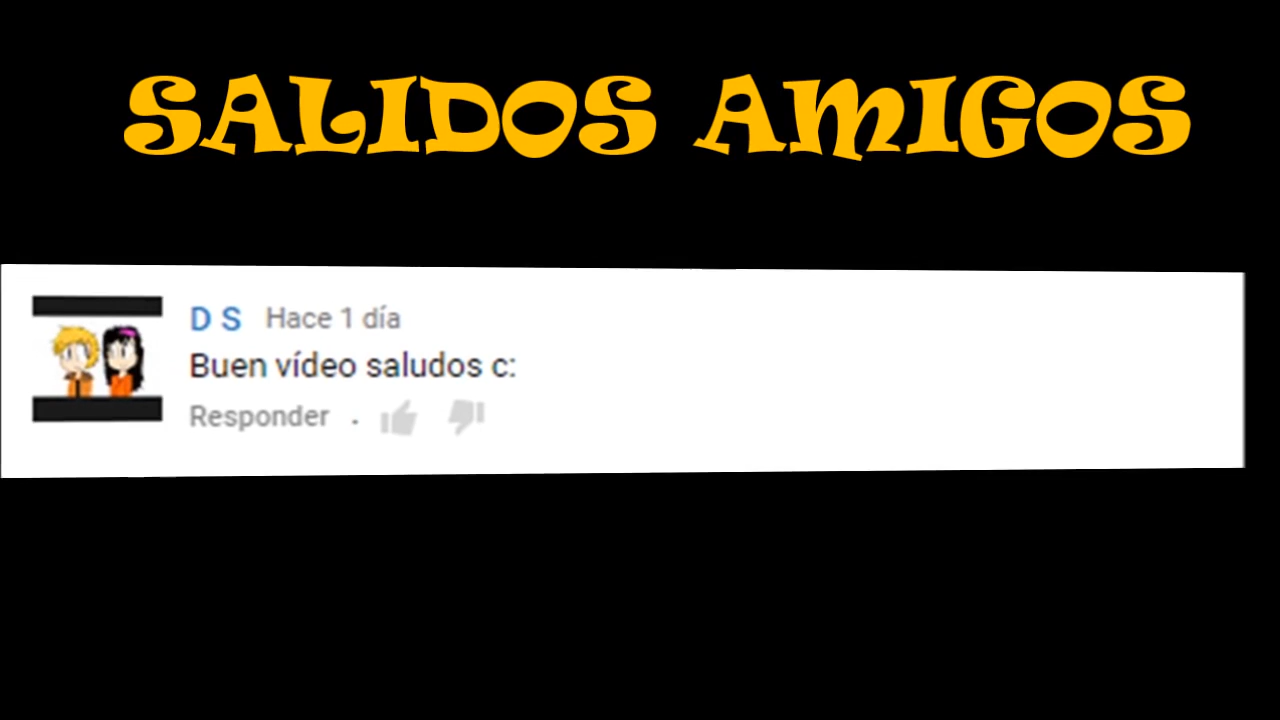 SALIDOS AMIGOS
D S Hace 1 día
Buen vídeo saludos c:
Responder .